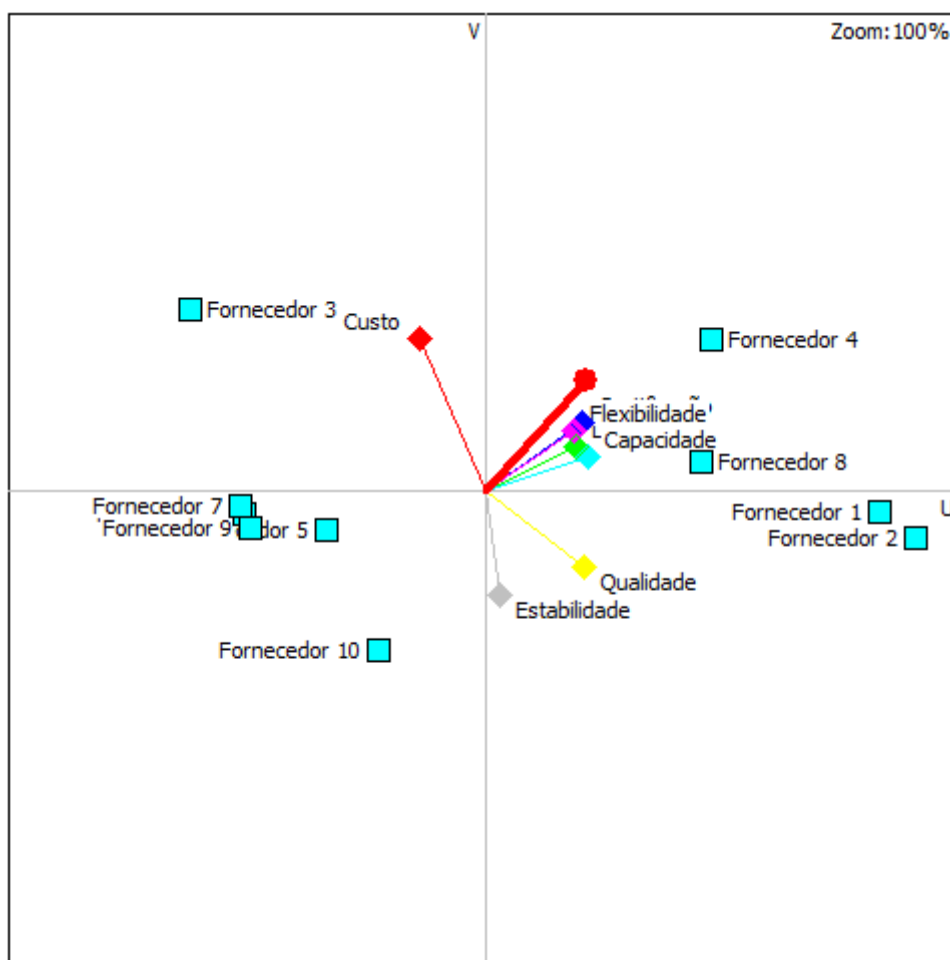 V
Zoom:100%
Fornecedor 3
Custo
Fornecedor 4
Flexibilidade
Capacidade
Fornecedor 8
Fornecedor 7
Fornecedor 9
dor 5
Fornecedor 1
U
Fornecedor 2
Qualidade
Estabilidade
Fornecedor 10